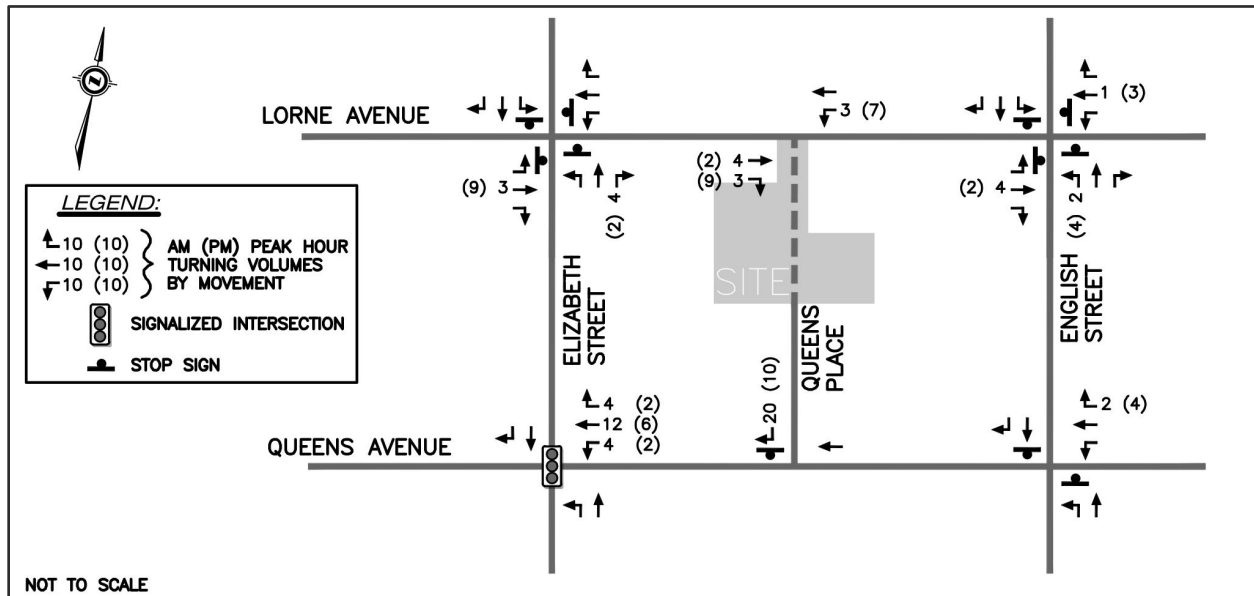 N
LORNE AVENUE
1 (3)
3 (7)
(9) 3
(2) 4
(2) 4
(9) 3
(2) 4
(4) 2
LEGEND:
10 (10)
10 (10)
10 (10)
AM (PM) PEAK HOUR
TURNING VOLUMES
BY MOVEMENT
SIGNALIZED INTERSECTION
STOP SIGN
ELIZABETH
STREET
SITE
QUEENS
PLACE
ENGLISH
STREET
QUEENS AVENUE
4 (2)
12 (6)
4 (2)
20 (10)
2 (4)
NOT TO SCALE